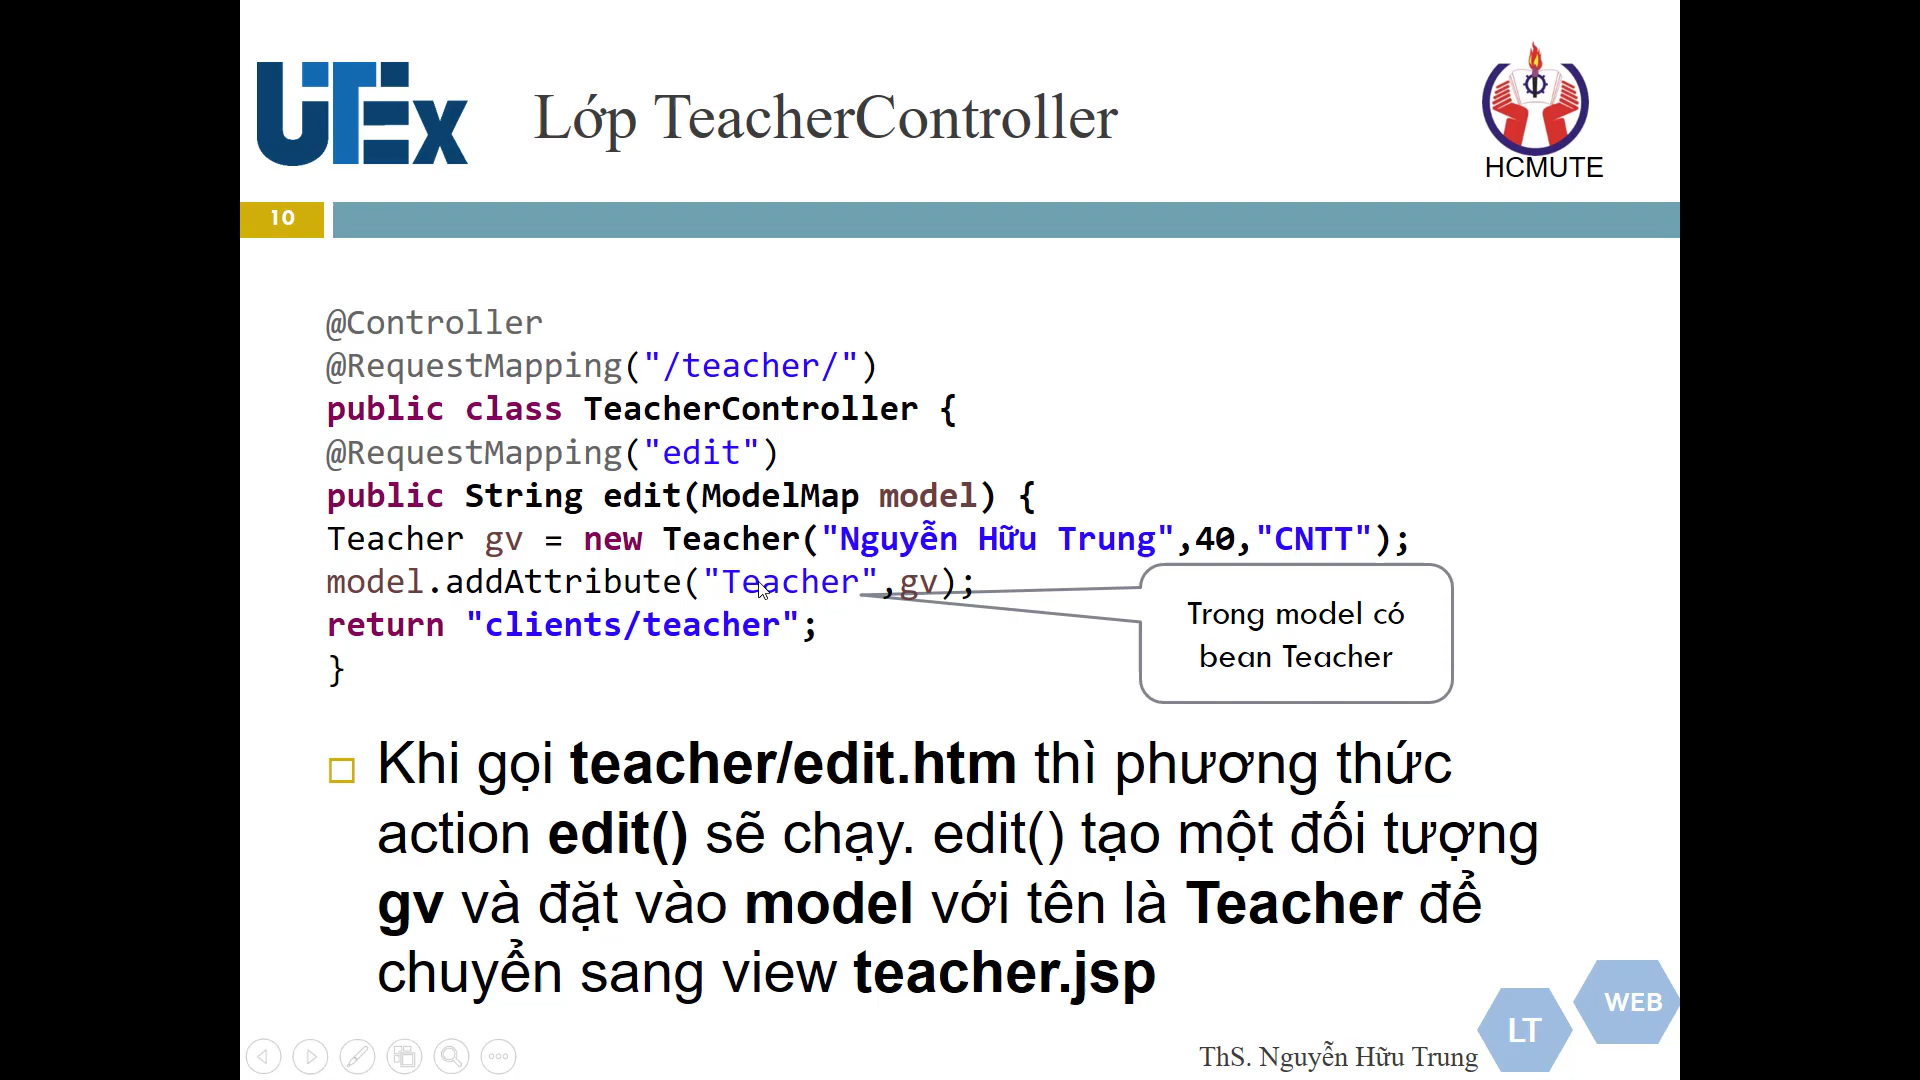 UTEx
Lớp TeacherController
HCMUTE
10
@Controller
@RequestMapping("/teacher/")
public class TeacherController {
@RequestMapping("edit")
public String edit(ModelMap model) {
Teacher gv = new Teacher("Nguyễn Hữu Trung",40,"CNTT");
model.addAttribute("Teacher",gv);
return "clients/teacher";
}
Trong model có
bean Teacher
Khi gọi teacher/edit.htm thì phương thức
action edit() sẽ chạy. edit() tạo một đối tượng
gv và đặt vào model với tên là Teacher để
chuyển sang view teacher.jsp
WEB
LT
ThS. Nguyễn Hữu Trung